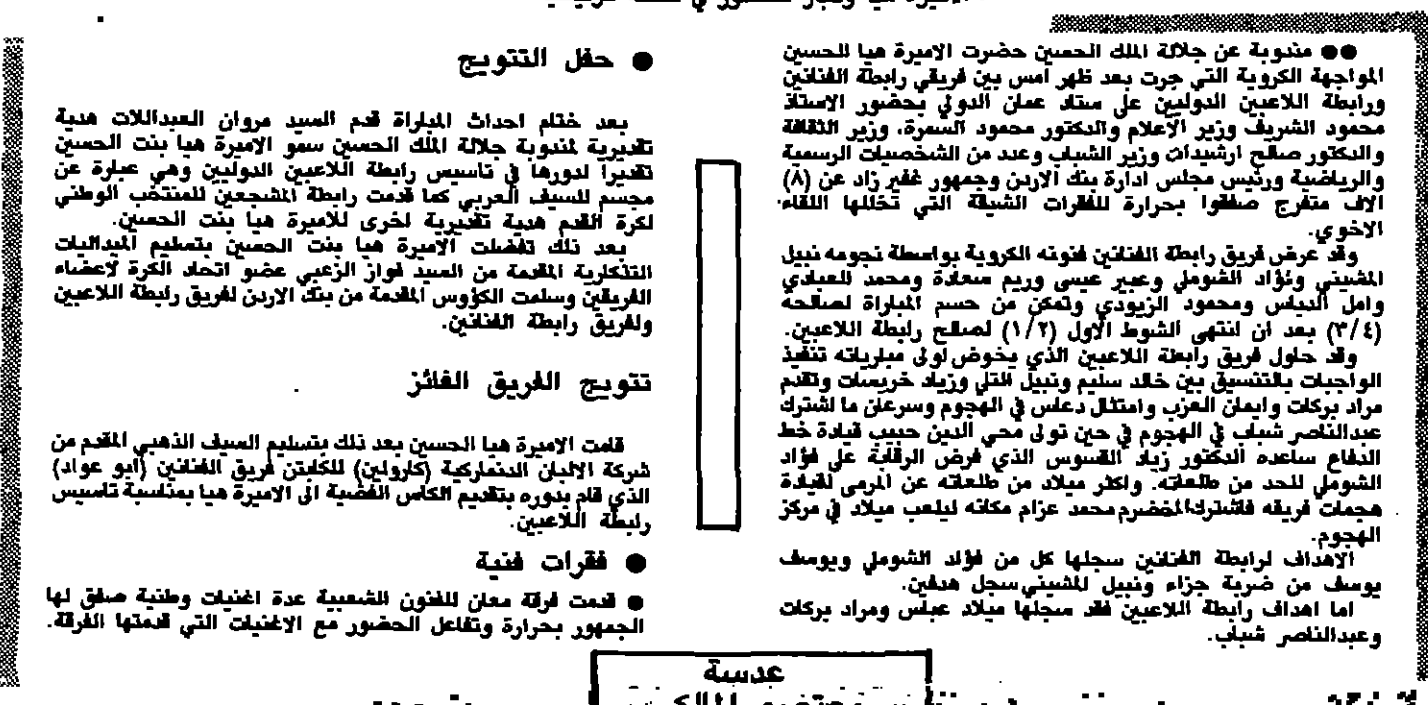 ●● مندوبة عن جلالة الملك الحسين حضرت الاميرة هيا الحسين
المواجهة الكروية التي جرت بعد ظهر امس بين فريقي رابطة الفنانين
ورابطة اللاعبين الدوليين على ستاد عمان الدولي بحضور الاستاذ
محمود الشريف وزير الاعلام والدكتور محمود السمرة، وزير الثقافة
والدكتور صالح ارشيدات وزير الشباب وعدد من الشخصيات الرسمية
والرياضية ورئيس مجلس ادارة بنك الاردن وجمهور غفير زاد عن (٨)
الاف متفرج صفقوا بحرارة للفقرات الشيقة التي تخللها اللقاء
الاخوي.
وقد عرض فريق رابطة الفنانين فنونه الكروية بواسطة نجومه نبيل
المشيني وفؤاد الشوملي وعبير عيسى وريم سعادة ومحمد العبادي
وامل الدباس ومحمود الزيودي وتمكن من حسم المباراة لصالحه
(٣/٤) بعد ان انتهى الشوط الاول (١/٢) لصالح رابطة اللاعبين.
وقد حاول فريق رابطة اللاعبين الذي يخوض اولى مبارياته تنفيذ
الواجبات بالتنسيق بين خالد سليم ونبيل التلي وزياد خريسات وتقدم
مراد بركات وايمان العزب وامتثال دعاس في الهجوم وسرعان ما اشترك
عبدالناصر شباب في الهجوم في حين تولى محي الدين حبيب قيادة خط
الدفاع ساعده الدكتور زياد القسوس الذي فرض الرقابة على فؤاد
الشوملي للحد من طلعاته. واكثر ميلاد من طلعاته عن المرمى لقيادة
هجمات فريقه فاشترك المخضرم محمد عزام مكانه ليلعب ميلاد في مركز
الهجوم.
الاهداف لرابطة الفنانين سجلها كل من فؤاد الشوملي ويوسف
يوسف من ضربة جزاء ونبيل المشيني سجل هدفين.
اما اهداف رابطة اللاعبين فقد سجلها ميلاد عباس ومراد بركات
وعبدالناصر شباب.
● حفل التتويج
بعد ختام احداث المباراة قدم السيد مروان العبداللات هدية
تقديرية لمندوبة جلالة الملك الحسين سمو الاميرة هيا بنت الحسين
تقديرا لدورها في تاسيس رابطة اللاعبين الدوليين وهي عبارة عن
مجسم للسيف العربي كما قدمت رابطة المشجعين للمنتخب الوطني
لكرة القدم هدية تقديرية اخرى للاميرة هيا بنت الحسين.
بعد ذلك تفضلت الاميرة هيا بنت الحسين بتسليم الميداليات
التذكارية المقدمة من السيد فواز الزعبي عضو اتحاد الكرة لاعضاء
الفريقين وسلمت الكؤوس المقدمة من بنك الاردن لفريق رابطة اللاعبين
ولفريق رابطة الفنانين.
تتويج الفريق الفائز
قامت الاميرة هيا الحسين بعد ذلك بتسليم السيف الذهبي المقدم من
شركة الالبان الدنماركية (كارولين) للكابتن فريق الفنانين (ابو عواد)
الذي قام بدوره بتقديم الكاس الفضية الى الاميرة هيا بمناسبة تاسيس
رابطة اللاعبين.
● فقرات فنية
● قدمت فرقة معان للفنون الشعبية عدة اغنيات وطنية صفق لها
الجمهور بحرارة وتفاعل الحضور مع الاغنيات التي قدمتها الفرقة.
عدسة